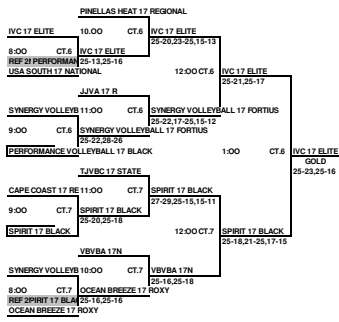 PINELLAS HEAT 17 REGIONAL
IVC 17 ELITE 10.00 CT.6 IVC 17 ELITE
25-20,23-25,15-13
8:00 CT.6 IVC 17 ELITE
REF 2! PERFORMAN 25-13,25-16
USA SOUTH 17 NATIONAL 12:00 CT.6 IVC 17 ELITE
25-21,25-17
JJVA 17 R
SYNERGY VOLLEYB 11:00 CT.6 SYNERGY VOLLEYBALL 17 FORTIUS
25-22,17-25,15-12
9:00 CT.6 SYNERGY VOLLEYBALL 17 FORTIUS
25-22,28-26
PERFORMANCE VOLLEYBALL 17 BLACK 1:00 CT.6 IVC 17 ELITE
GOLD
25-23,25-16
TJVBC 17 STATE
CAPE COAST 17 RE 11:00 CT.7 SPIRIT 17 BLACK
27-29,25-15,15-11
9:00 CT.7 SPIRIT 17 BLACK
25-20,25-18
SPIRIT 17 BLACK 12:00 CT.7 SPIRIT 17 BLACK
25-18,21-25,17-15
VBVBA 17N
SYNERGY VOLLEYB 10:00 CT.7 VBVBA 17N
25-16,25-18
8:00 CT.7 OCEAN BREEZE 17 ROXY
REF 2!PIRIT 17 BLA 25-16,25-16
OCEAN BREEZE 17 ROXY